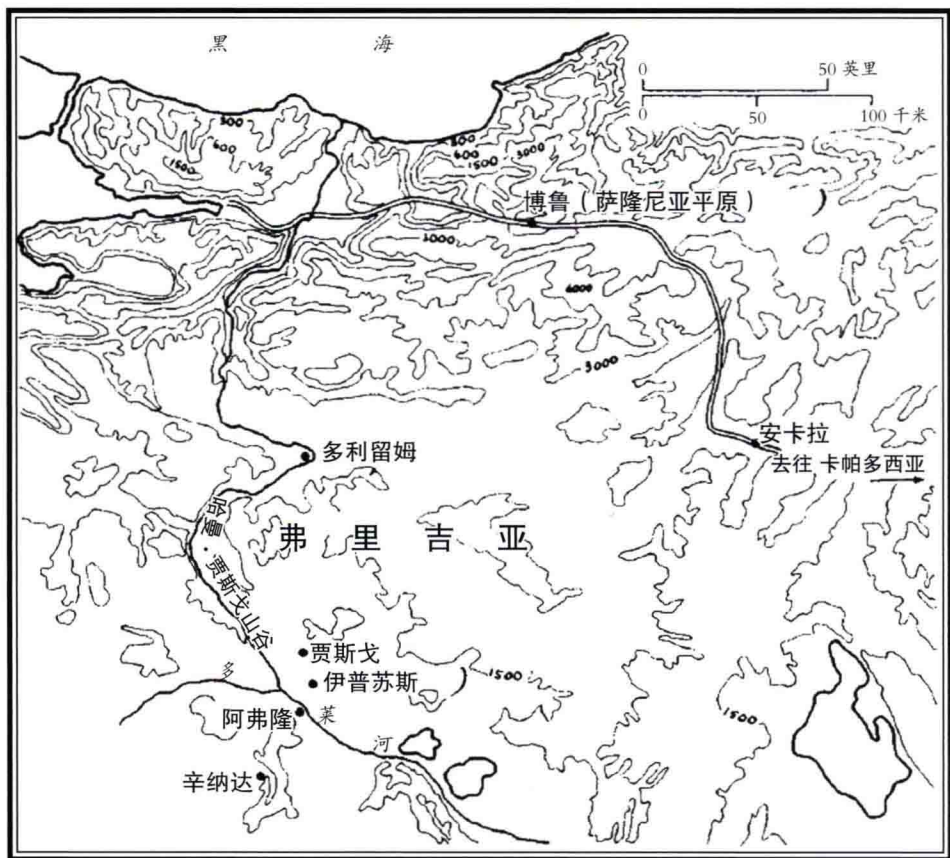 黑 海
0 50 英里
0 50 100 千米
300
600
1500
300
600
1500
3000
博鲁（萨隆尼亚平原）
3000
6000
3000
安卡拉
去往 卡帕多西亚
多利留姆
哈曼·贾斯戈山谷
弗里吉亚
贾斯戈
伊普苏斯
1500
1500
多莱河
阿弗隆
辛纳达